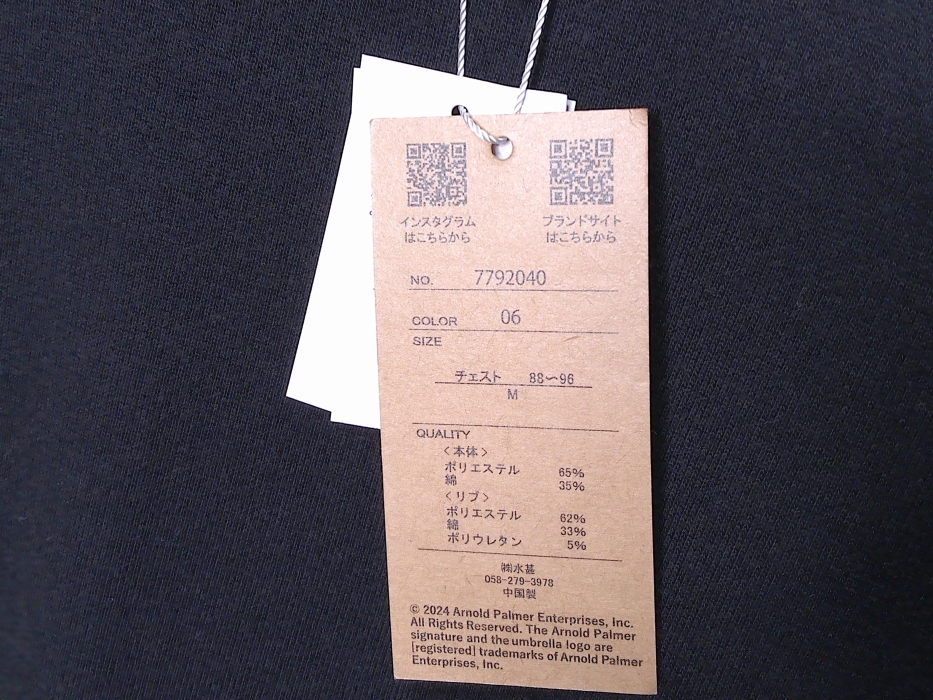 インスタグラム
はこちらから
ブランドサイト
はこちらから
NO. 7792040
COLOR 06
SIZE
チェスト 88〜96
M
QUALITY
〈本体〉
ポリエステル 65%
綿 35%
〈リブ〉
ポリエステル 62%
綿 33%
ポリウレタン 5%
㈱水甚
058-279-3978
中国製
© 2024 Arnold Palmer Enterprises, Inc.
All Rights Reserved. The Arnold Palmer
signature and the umbrella logo are
[registered] trademarks of Arnold Palmer
Enterprises, Inc.